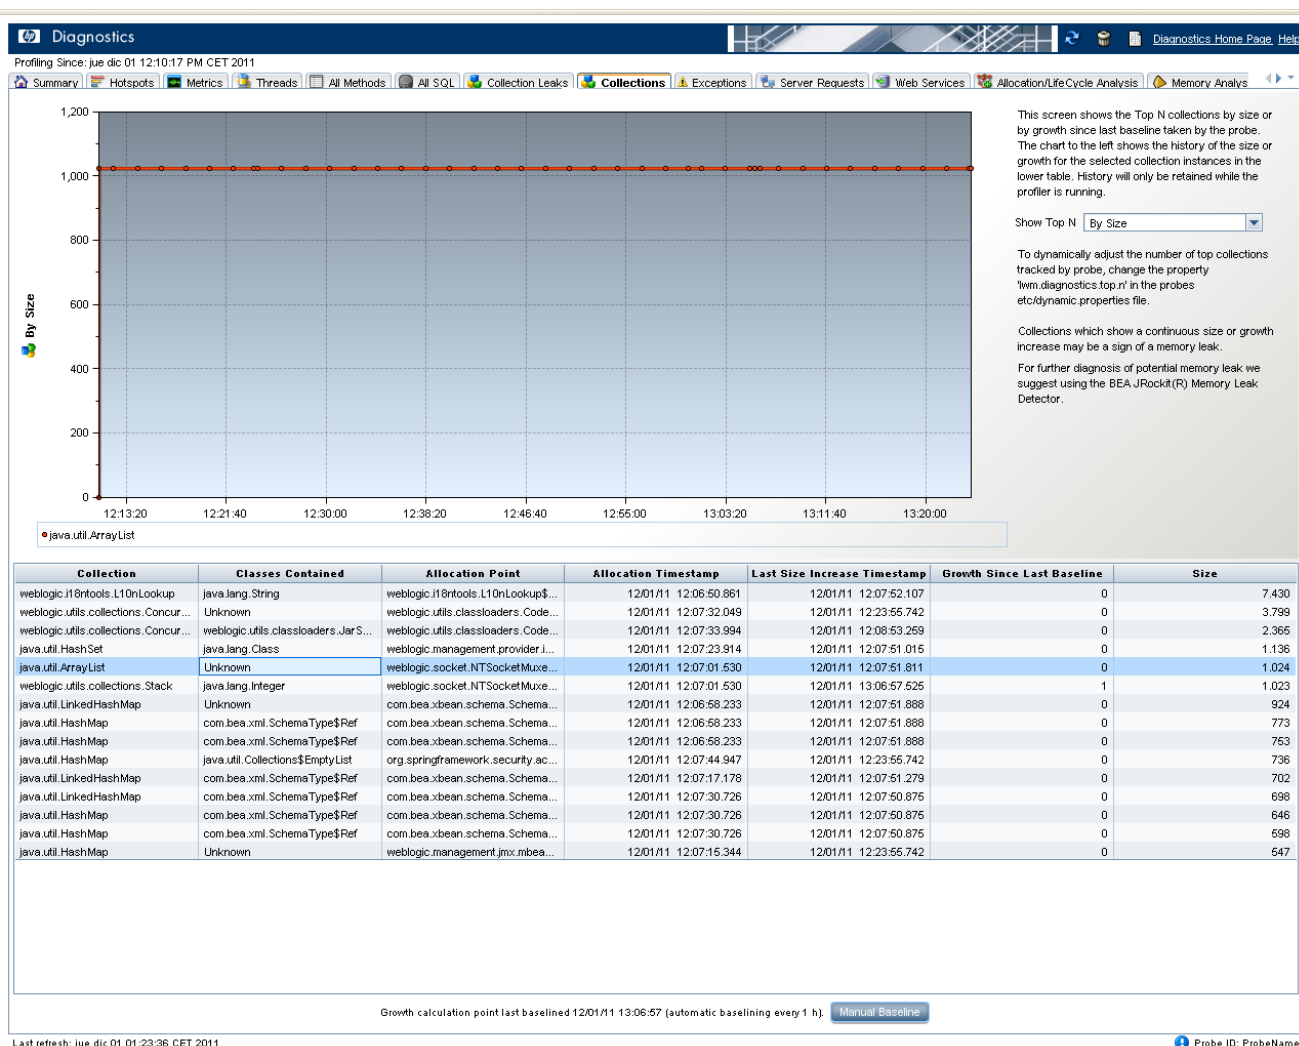 hp Diagnostics
Diagnostics Home Page Help
Profiling Since: jue dic 01 12:10:17 PM CET 2011
Summary Hotspots Metrics Threads All Methods All SQL Collection Leaks Collections Exceptions Server Requests Web Services Allocation/LifeCycle Analysis Memory Analys
1,200
1,000
800
600
400
200
0
By Size
12:13:20 12:21:40 12:30:00 12:38:20 12:46:40 12:55:00 13:03:20 13:11:40 13:20:00
java.util.ArrayList
This screen shows the Top N collections by size or
by growth since last baseline taken by the probe.
The chart to the left shows the history of the size or
growth for the selected collection instances in the
lower table. History will only be retained while the
profiler is running.
Show Top N By Size
To dynamically adjust the number of top collections
tracked by probe, change the property
'lwm.diagnostics.top.n' in the probes
etc/dynamic.properties file.
Collections which show a continuous size or growth
increase may be a sign of a memory leak.
For further diagnosis of potential memory leak we
suggest using the BEA JRockit(R) Memory Leak
Detector.
Collection Classes Contained Allocation Point Allocation Timestamp Last Size Increase Timestamp Growth Since Last Baseline Size
weblogic.i18ntools.L10nLookup java.lang.String weblogic.i18ntools.L10nLookup$... 12/01/11 12:06:50.861 12/01/11 12:07:52.107 0 7.430
weblogic.utils.collections.Concur... Unknown weblogic.utils.classloaders.Code... 12/01/11 12:07:32.049 12/01/11 12:23:55.742 0 3.799
weblogic.utils.collections.Concur... weblogic.utils.classloaders.JarS... weblogic.utils.classloaders.Code... 12/01/11 12:07:33.994 12/01/11 12:08:53.259 0 2.365
java.util.HashSet java.lang.Class weblogic.management.provider.i... 12/01/11 12:07:23.914 12/01/11 12:07:51.015 0 1.136
java.util.ArrayList Unknown weblogic.socket.NTSocketMuxe... 12/01/11 12:07:01.530 12/01/11 12:07:51.811 0 1.024
weblogic.utils.collections.Stack java.lang.Integer weblogic.socket.NTSocketMuxe... 12/01/11 12:07:01.530 12/01/11 13:06:57.525 1 1.023
java.util.LinkedHashMap Unknown com.bea.xbean.schema.Schema... 12/01/11 12:06:58.233 12/01/11 12:07:51.888 0 924
java.util.HashMap com.bea.xml.SchemaType$Ref com.bea.xbean.schema.Schema... 12/01/11 12:06:58.233 12/01/11 12:07:51.888 0 773
java.util.HashMap com.bea.xml.SchemaType$Ref com.bea.xbean.schema.Schema... 12/01/11 12:06:58.233 12/01/11 12:07:51.888 0 753
java.util.HashMap java.util.Collections$EmptyList org.springframework.security.ac... 12/01/11 12:07:44.947 12/01/11 12:23:55.742 0 736
java.util.LinkedHashMap com.bea.xml.SchemaType$Ref com.bea.xbean.schema.Schema... 12/01/11 12:07:17.178 12/01/11 12:07:51.279 0 702
java.util.LinkedHashMap com.bea.xml.SchemaType$Ref com.bea.xbean.schema.Schema... 12/01/11 12:07:30.726 12/01/11 12:07:50.875 0 698
java.util.HashMap com.bea.xml.SchemaType$Ref com.bea.xbean.schema.Schema... 12/01/11 12:07:30.726 12/01/11 12:07:50.875 0 646
java.util.HashMap com.bea.xml.SchemaType$Ref com.bea.xbean.schema.Schema... 12/01/11 12:07:30.726 12/01/11 12:07:50.875 0 598
java.util.HashMap Unknown weblogic.management.jmx.mbea... 12/01/11 12:07:15.344 12/01/11 12:23:55.742 0 547
Growth calculation point last baselined 12/01/11 13:06:57 (automatic baselining every 1 h). Manual Baseline
Last refresh: jue dic 01 01:23:36 CET 2011
Probe ID: ProbeName